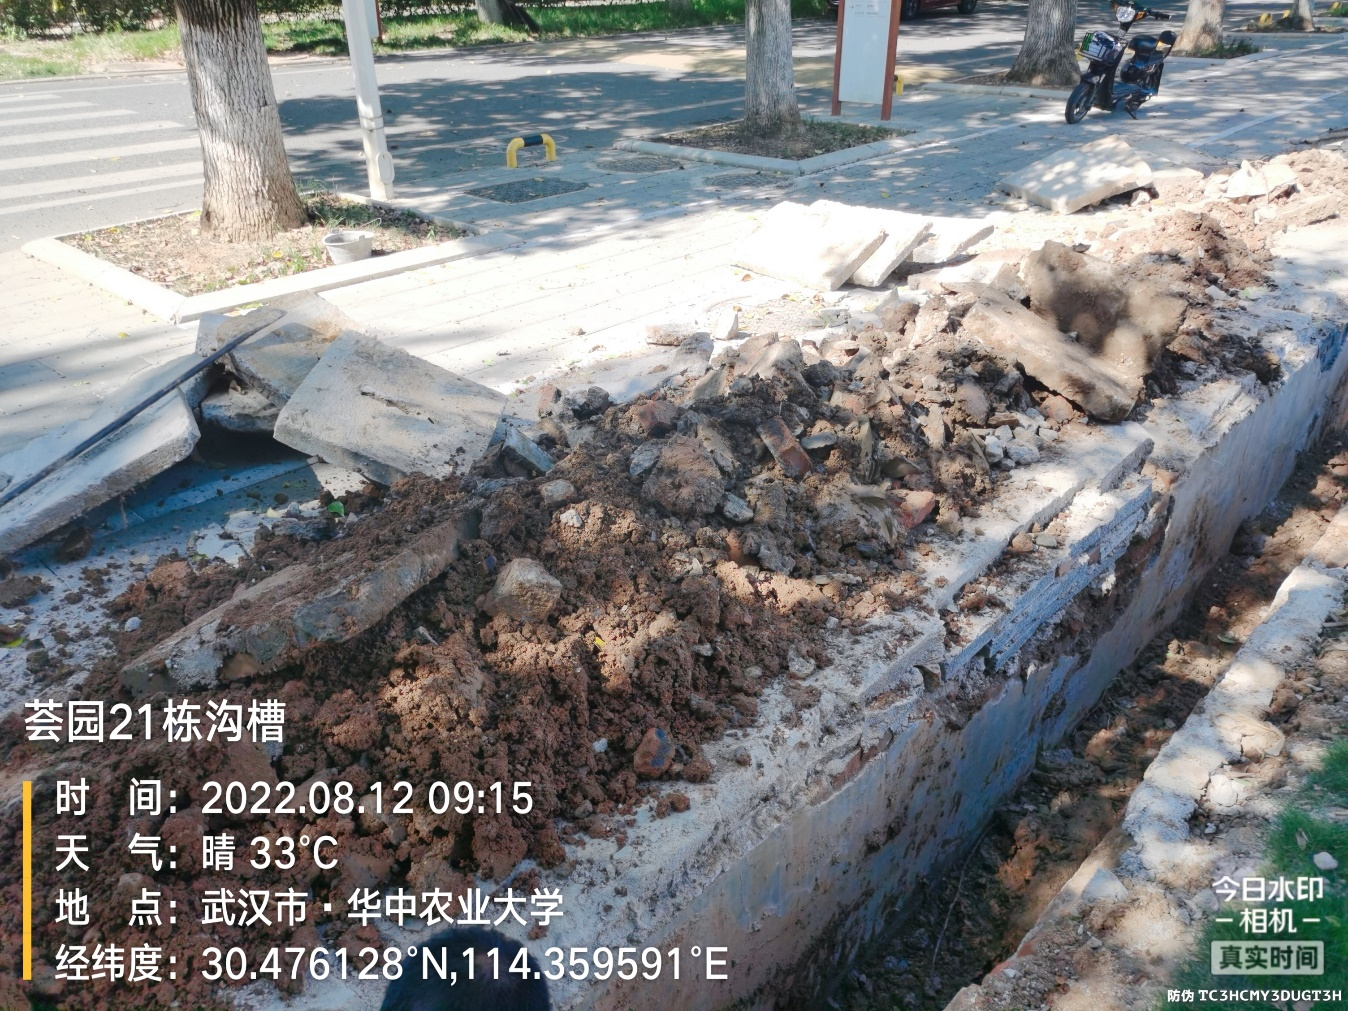 荟园21栋沟槽
时 间：2022.08.12 09:15
天 气：晴 33℃
地 点：武汉市·华中农业大学
经纬度：30.476128°N,114.359591°E
今日水印
-相机-
真实时间
防伪 TC3HCMY3DUGT3H